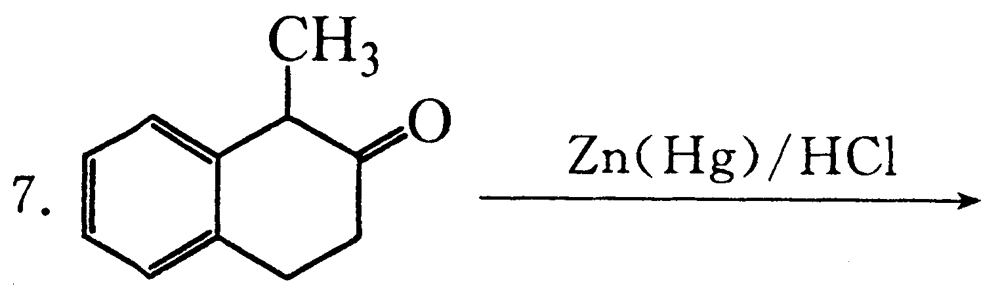 CH₃
O
7.
Zn(Hg)/HCl